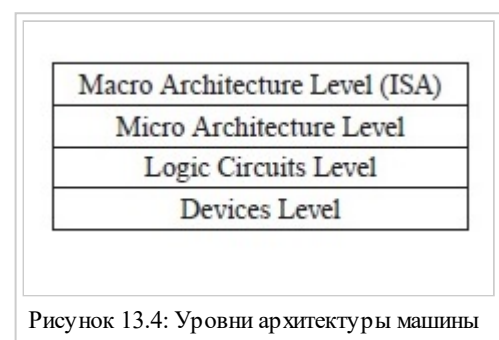 Macro Architecture Level (ISA)
Micro Architecture Level
Logic Circuits Level
Devices Level
Рисунок 13.4: Уровни архитектуры машины